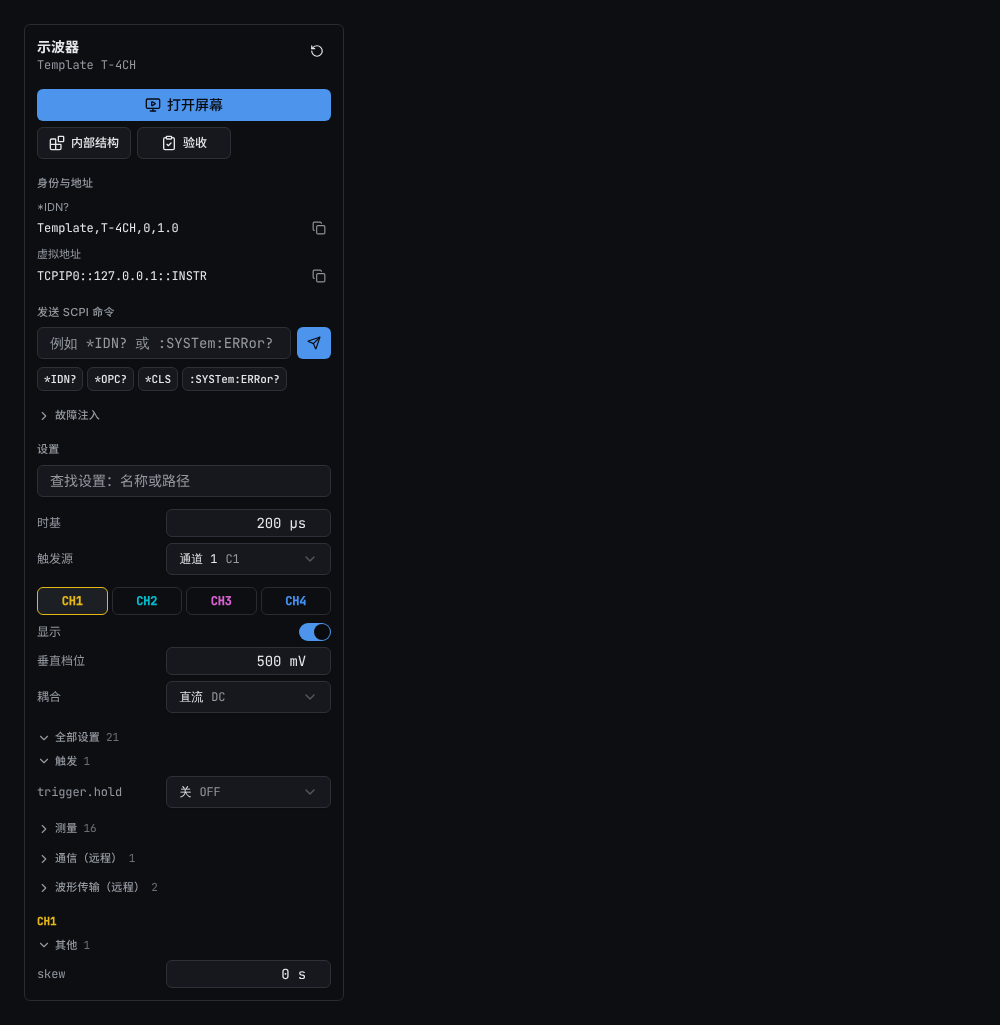 示波器
Template T-4CH
打开屏幕
内部结构 验收
身份与地址
*IDN?
Template,T-4CH,0,1.0
虚拟地址
TCPIP0::127.0.0.1::INSTR
发送 SCPI 命令
例如 *IDN? 或 :SYSTem:ERRor?
*IDN? *OPC? *CLS :SYSTem:ERRor?
故障注入
设置
查找设置: 名称或路径
时基 200 µs
触发源 通道 1 C1
CH1 CH2 CH3 CH4
显示
垂直档位 500 mV
耦合 直流 DC
全部设置 21
触发 1
trigger.hold 关 OFF
测量 16
通信（远程） 1
波形传输（远程） 2
CH1
其他 1
skew 0 s